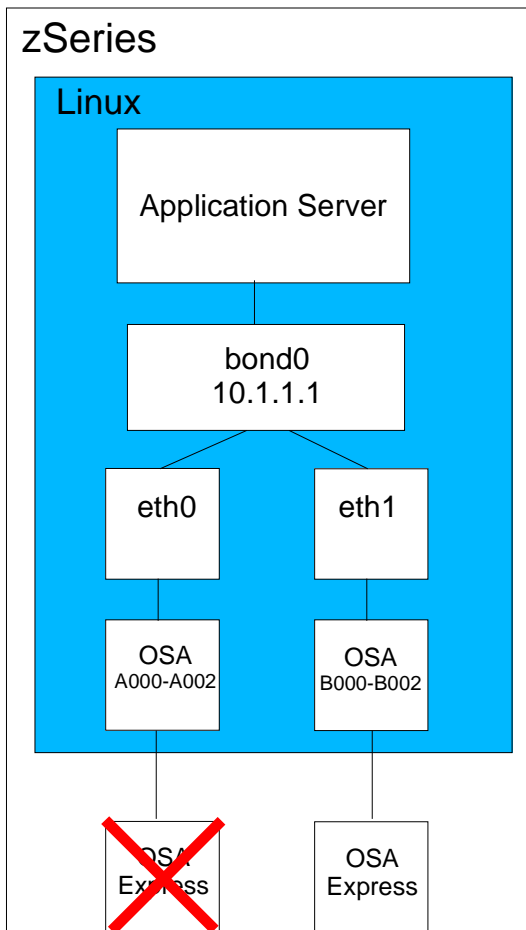 zSeries
Linux
Application Server
bond0
10.1.1.1
eth0
eth1
OSA
A000-A002
OSA
B000-B002
OSA
Express
OSA
Express